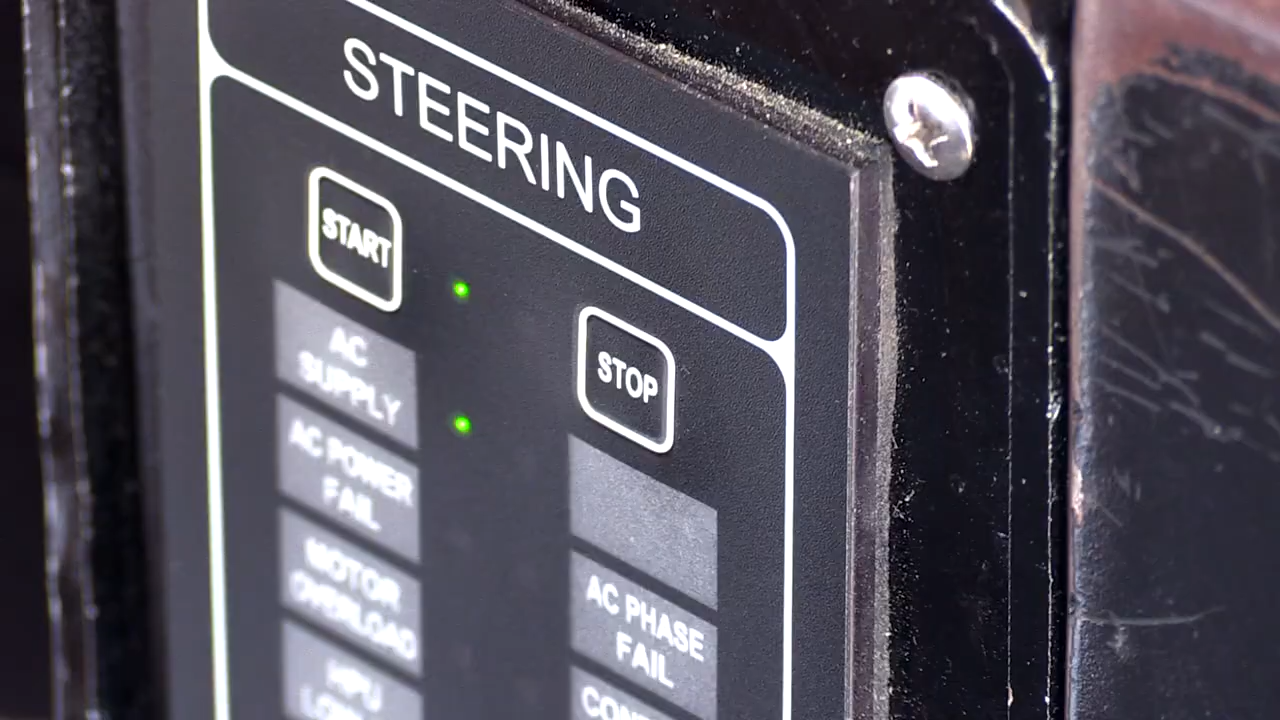 STEERING
START
STOP
AC
SUPPLY
AC POWER
FAIL
MOTOR
OVERLOAD
HPU
AC PHASE
FAIL